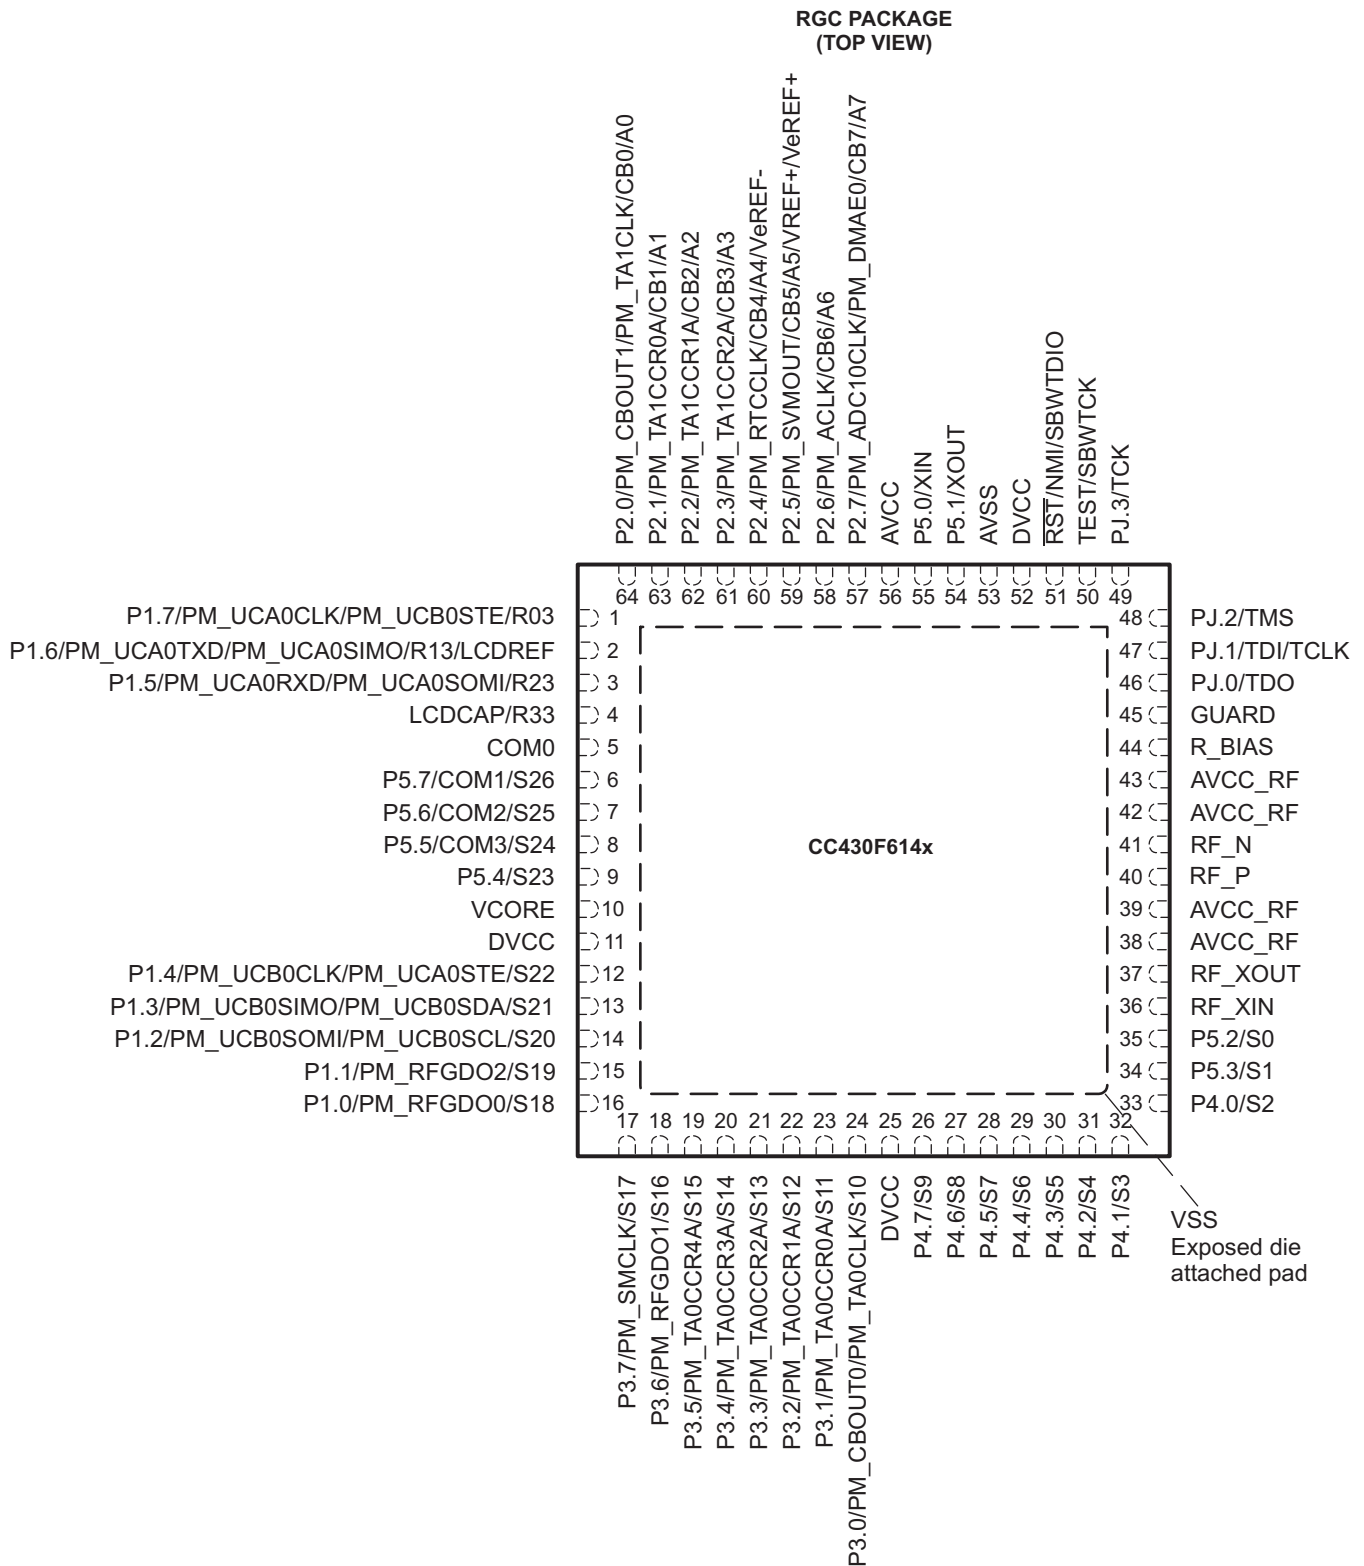 RGC PACKAGE
(TOP VIEW)
P2.0/PM_CBOUT1/PM_TA1CLK/CB0/A0
P2.1/PM_TA1CCR0A/CB1/A1
P2.2/PM_TA1CCR1A/CB2/A2
P2.3/PM_TA1CCR2A/CB3/A3
P2.4/PM_RTCCLK/CB4/A4/VeREF-
P2.5/PM_SVMOUT/CB5/A5/VREF+/VeREF+
P2.6/PM_ACLK/CB6/A6
P2.7/PM_ADC10CLK/PM_DMAE0/CB7/A7
AVCC
P5.0/XIN
P5.1/XOUT
AVSS
DVCC
RST/NMI/SBWTDIO
TEST/SBWTCK
PJ.3/TCK
64 63 62 61 60 59 58 57 56 55 54 53 52 51 50 49
P1.7/PM_UCA0CLK/PM_UCB0STE/R03 1
P1.6/PM_UCA0TXD/PM_UCA0SIMO/R13/LCDREF 2
P1.5/PM_UCA0RXD/PM_UCA0SOMI/R23 3
LCDCAP/R33 4
COM0 5
P5.7/COM1/S26 6
P5.6/COM2/S25 7
P5.5/COM3/S24 8
P5.4/S23 9
VCORE 10
DVCC 11
P1.4/PM_UCB0CLK/PM_UCA0STE/S22 12
P1.3/PM_UCB0SIMO/PM_UCB0SDA/S21 13
P1.2/PM_UCB0SOMI/PM_UCB0SCL/S20 14
P1.1/PM_RFGDO2/S19 15
P1.0/PM_RFGDO0/S18 16
CC430F614x
48 PJ.2/TMS
47 PJ.1/TDI/TCLK
46 PJ.0/TDO
45 GUARD
44 R_BIAS
43 AVCC_RF
42 AVCC_RF
41 RF_N
40 RF_P
39 AVCC_RF
38 AVCC_RF
37 RF_XOUT
36 RF_XIN
35 P5.2/S0
34 P5.3/S1
33 P4.0/S2
17 18 19 20 21 22 23 24 25 26 27 28 29 30 31 32
P3.7/PM_SMCLK/S17
P3.6/PM_RFGDO1/S16
P3.5/PM_TA0CCR4A/S15
P3.4/PM_TA0CCR3A/S14
P3.3/PM_TA0CCR2A/S13
P3.2/PM_TA0CCR1A/S12
P3.1/PM_TA0CCR0A/S11
P3.0/PM_CBOUT0/PM_TA0CLK/S10
DVCC
P4.7/S9
P4.6/S8
P4.5/S7
P4.4/S6
P4.3/S5
P4.2/S4
P4.1/S3
VSS
Exposed die
attached pad